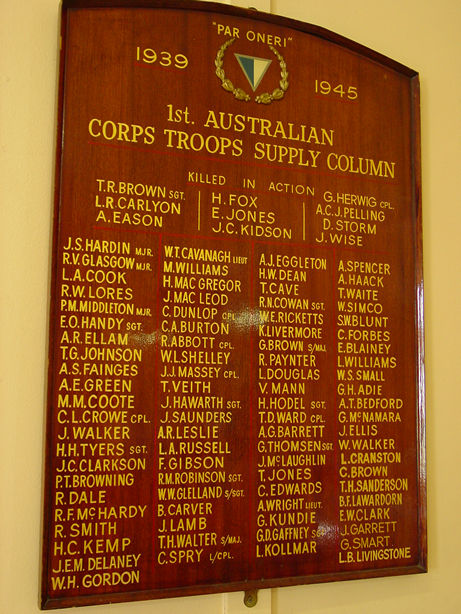 "PAR ONERI"
1939 1945
1st. AUSTRALIAN
CORPS TROOPS SUPPLY COLUMN
KILLED IN ACTION
T.R. BROWN SGT.
L.R. CARLYON
A. EASON
H. FOX
E. JONES
J.C. KIDSON
G. HERWIG CPL.
A.C.J. PELLING
D. STORM
J. WISE
J.S. HARDIN MJR.
R.V. GLASGOW MJR.
L.A. COOK
R.W. LORES
P.M. MIDDLETON MJR.
E.O. HANDY SGT.
A.R. ELLAM
T.G. JOHNSON
A.S. FAINGES
A.E. GREEN
M.M. COOTE
C.L. CROWE CPL.
J. WALKER
H.H. TYERS SGT.
J.C. CLARKSON
P.T. BROWNING
R. DALE
R.F. McHARDY
R. SMITH
H.C. KEMP
J.E.M. DELANEY
W.H. GORDON
W.T. CAVANAGH LIEUT
M. WILLIAMS
H. MAC GREGOR
J. MAC LEOD
C. DUNLOP CPL.
C.A. BURTON
R. ABBOTT CPL.
W.L. SHELLEY
J.J. MASSEY CPL.
T. VEITH
J. HAWARTH SGT.
J. SAUNDERS
A.R. LESLIE
L.A. RUSSELL
F. GIBSON
R.M. ROBINSON SGT.
W.W. GLELLAND S/SGT.
B. CARVER
J. LAMB
T.H. WALTER S/MAJ.
C. SPRY L/CPL.
A.J. EGGLETON
H.W. DEAN
T. CAVE
R.N. COWAN SGT.
W.E. RICKETTS
K. LIVERMORE
G. BROWN S/MAJ.
R. PAYNTER
L. DOUGLAS
V. MANN
H. HODEL SGT.
T.D. WARD CPL.
A.G. BARRETT
G. THOMSEN SGT.
J. McLAUGHLIN
T. JONES
C. EDWARDS
A. WRIGHT LIEUT.
G. KUNDIE
G.D. GAFFNEY
L. KOLLMAR
A. SPENCER
A. HAACK
T. WAITE
W. SIMCO
S.W. BLUNT
C. FORBES
E. BLAINEY
I. WILLIAMS
W.S. SMALL
G.H. ADIE
A.T. BEDFORD
G. McNAMARA
J. ELLIS
W. WALKER
L. CRANSTON
C. BROWN
T.H. SANDERSON
B.F. LAWARDORN
E.W. CLARK
J. GARRETT
G. SMART
L.B. LIVINGSTONE